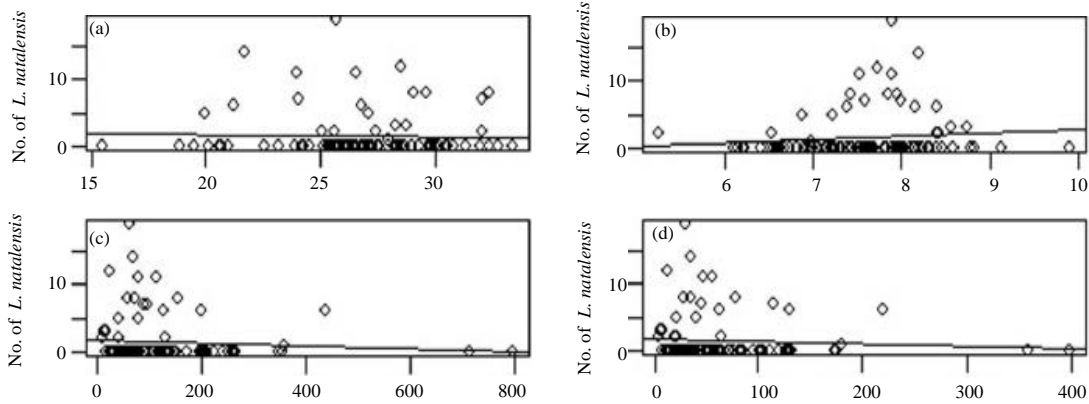 (a)
No. of L. natalensis
10
0
15 20 25 30
(b)
No. of L. natalensis
10
0
6 7 8 9 10
(c)
No. of L. natalensis
10
0
0 200 400 600 800
(d)
No. of L. natalensis
10
0
0 100 200 300 400